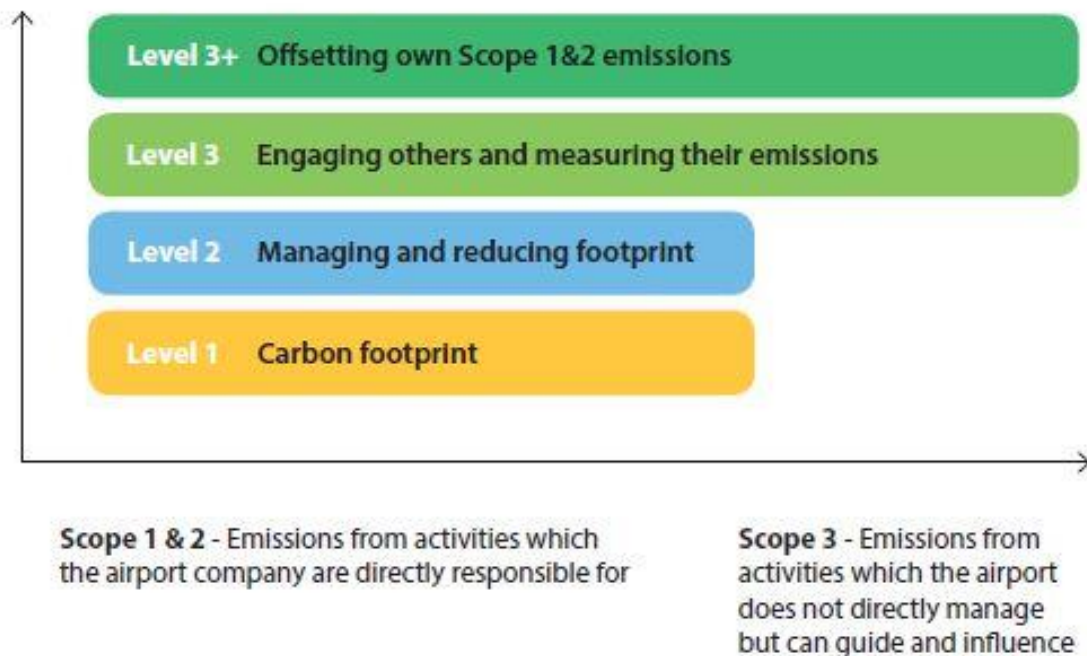 Level 3+ Offsetting own Scope 1&2 emissions
Level 3 Engaging others and measuring their emissions
Level 2 Managing and reducing footprint
Level 1 Carbon footprint
Scope 1 & 2 - Emissions from activities which
the airport company are directly responsible for
Scope 3 - Emissions from
activities which the airport
does not directly manage
but can guide and influence